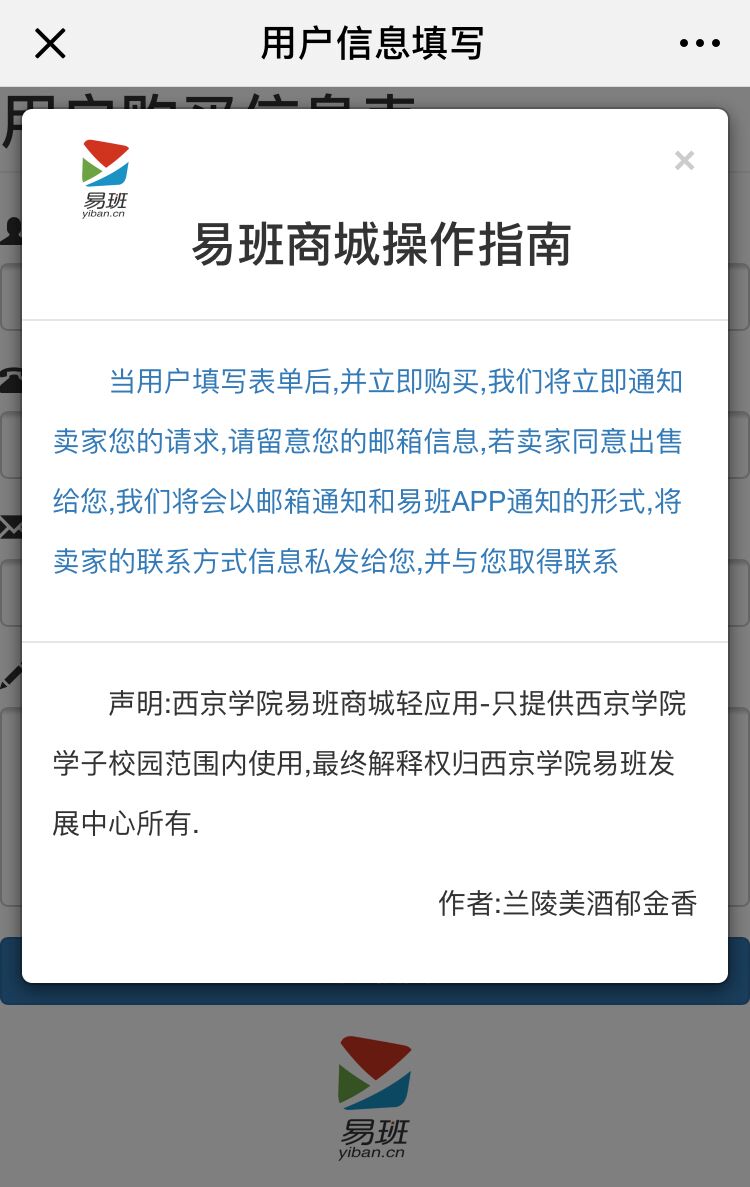 用户信息填写
用户购买信息表
易班
yiban.cn
×
易班商城操作指南
当用户填写表单后,并立即购买,我们将立即通知
卖家您的请求,请留意您的邮箱信息,若卖家同意出售
给您,我们将会以邮箱通知和易班APP通知的形式,将
卖家的联系方式信息私发给您,并与您取得联系
声明:西京学院易班商城轻应用-只提供西京学院
学子校园范围内使用,最终解释权归西京学院易班发
展中心所有.
作者:兰陵美酒郁金香
易班
yiban.cn